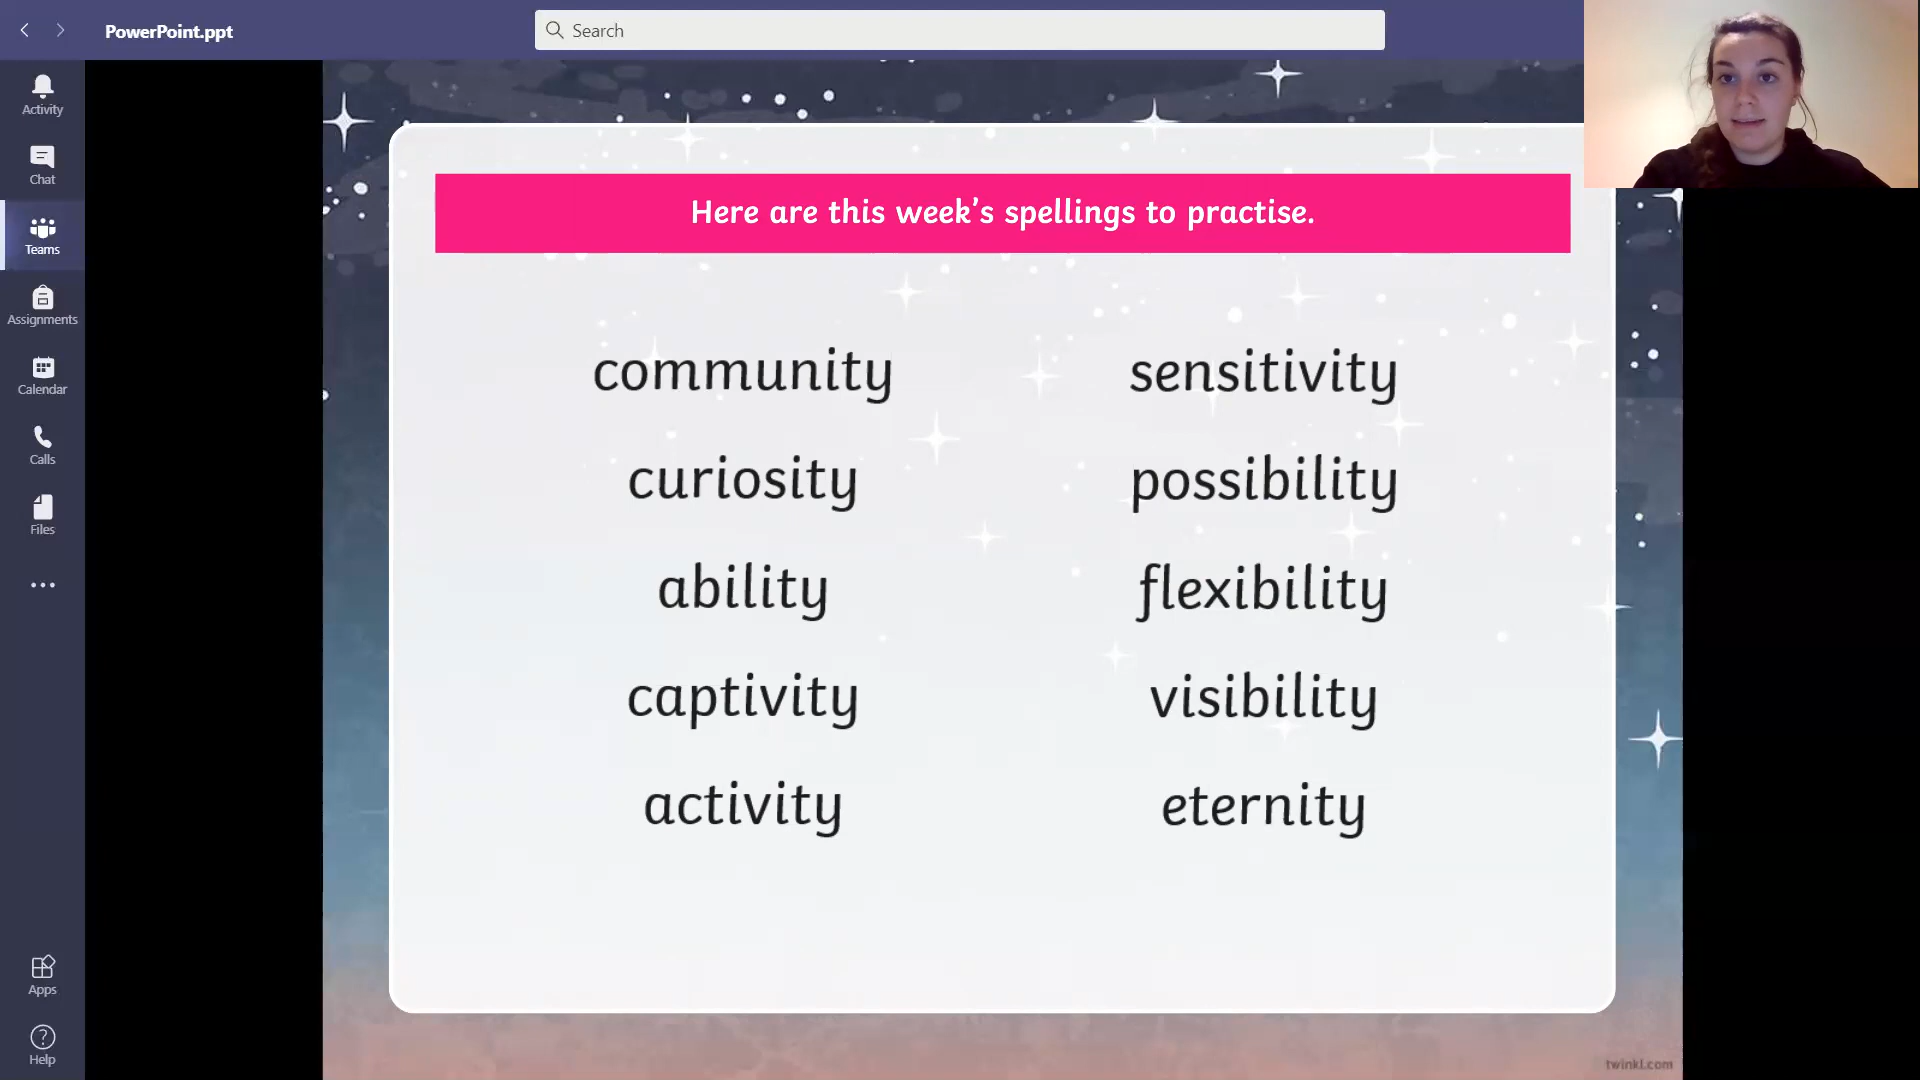 PowerPoint.ppt
Search
Activity
Chat
Teams
Assignments
Calendar
Calls
Files
Apps
Help
Here are this week's spellings to practise.
community
curiosity
ability
captivity
activity
sensitivity
possibility
flexibility
visibility
eternity
twinkl.com